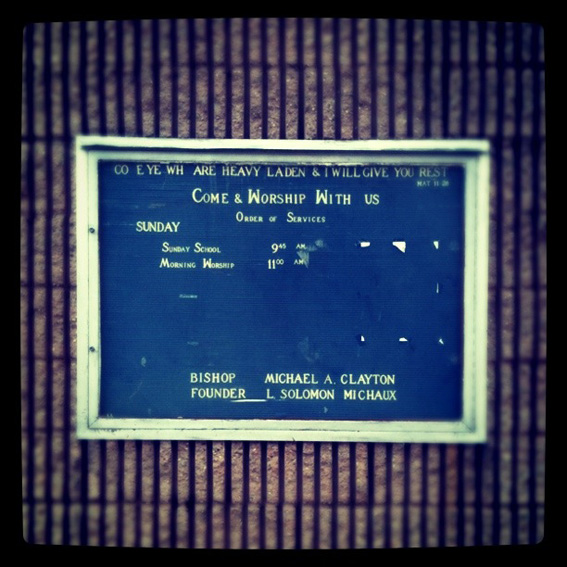 CO E YE WH ARE HEAVY LADEN & I WILL GIVE YOU REST
MAT 11:28
COME & WORSHIP WITH US
ORDER OF SERVICES
SUNDAY
SUNDAY SCHOOL 9 45 AM
MORNING WORSHIP 11 00 AM
BISHOP MICHAEL A. CLAYTON
FOUNDER L SOLOMON MICHAUX